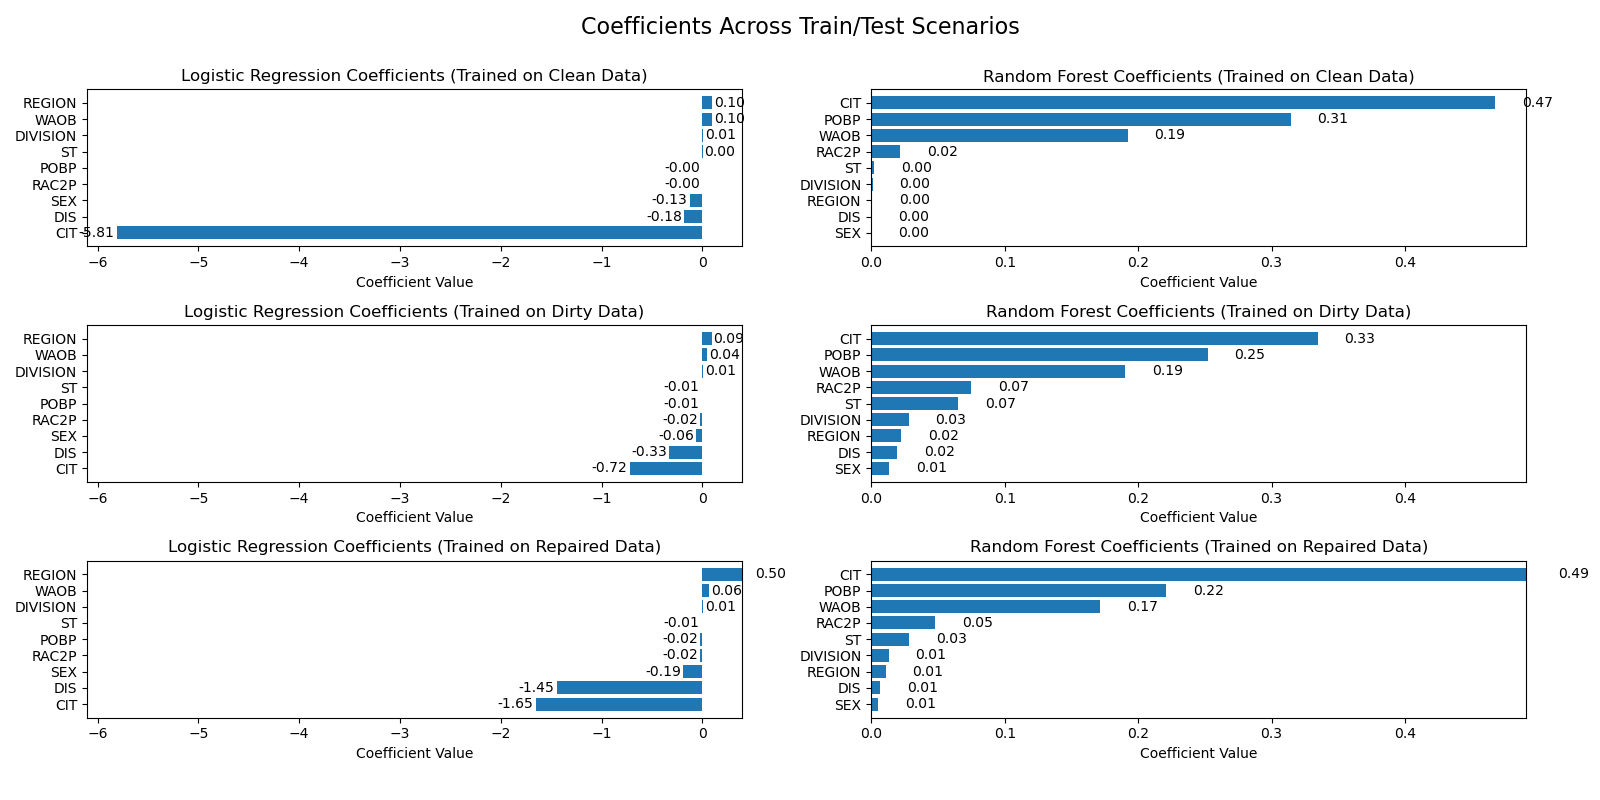 Coefficients Across Train/Test Scenarios
Logistic Regression Coefficients (Trained on Clean Data)
REGION 0.10
WAOB 0.10
DIVISION 0.01
ST 0.00
POBP -0.00
RAC2P -0.00
SEX -0.13
DIS -0.18
CIT -5.81
−6 −5 −4 −3 −2 −1 0
Coefficient Value
Random Forest Coefficients (Trained on Clean Data)
CIT 0.47
POBP 0.31
WAOB 0.19
RAC2P 0.02
ST 0.00
DIVISION 0.00
REGION 0.00
DIS 0.00
SEX 0.00
0.0 0.1 0.2 0.3 0.4
Coefficient Value
Logistic Regression Coefficients (Trained on Dirty Data)
REGION 0.09
WAOB 0.04
DIVISION 0.01
ST -0.01
POBP -0.01
RAC2P -0.02
SEX -0.06
DIS -0.33
CIT -0.72
−6 −5 −4 −3 −2 −1 0
Coefficient Value
Random Forest Coefficients (Trained on Dirty Data)
CIT 0.33
POBP 0.25
WAOB 0.19
RAC2P 0.07
ST 0.07
DIVISION 0.03
REGION 0.02
DIS 0.02
SEX 0.01
0.0 0.1 0.2 0.3 0.4
Coefficient Value
Logistic Regression Coefficients (Trained on Repaired Data)
REGION 0.50
WAOB 0.06
DIVISION 0.01
ST -0.01
POBP -0.02
RAC2P -0.02
SEX -0.19
DIS -1.45
CIT -1.65
−6 −5 −4 −3 −2 −1 0
Coefficient Value
Random Forest Coefficients (Trained on Repaired Data)
CIT 0.49
POBP 0.22
WAOB 0.17
RAC2P 0.05
ST 0.03
DIVISION 0.01
REGION 0.01
DIS 0.01
SEX 0.01
0.0 0.1 0.2 0.3 0.4
Coefficient Value